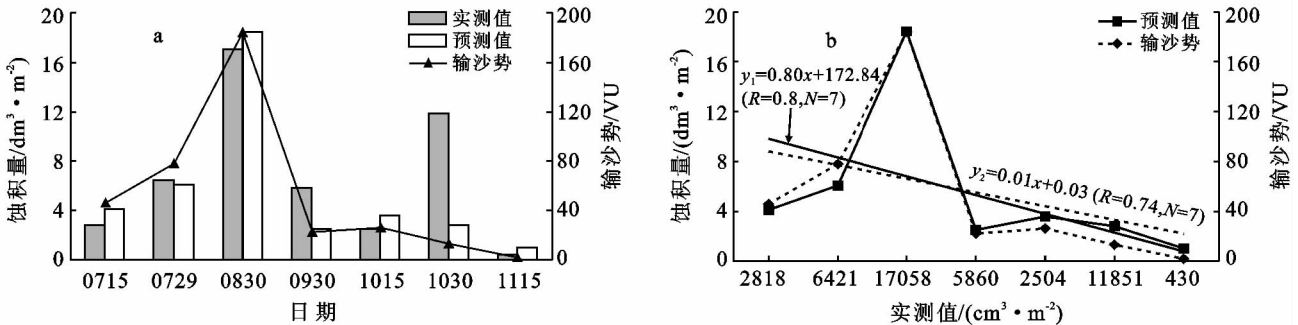 20
16
12
8
4
0
蚀积量/dm³·m⁻²)
a
实测值
预测值
输沙势
200
160
120
80
40
0
输沙势/VU
0715 0729 0830 0930 1015 1030 1115
日期
20
16
12
8
4
0
蚀积量/(dm³·m⁻²)
b
预测值
输沙势
y₁=0.80x+172.84
(R=0.8,N=7)
y₂=0.01x+0.03 (R=0.74,N=7)
200
160
120
80
40
0
输沙势/VU
2818 6421 17058 5860 2504 11851 430
实测值/(cm³·m⁻²)